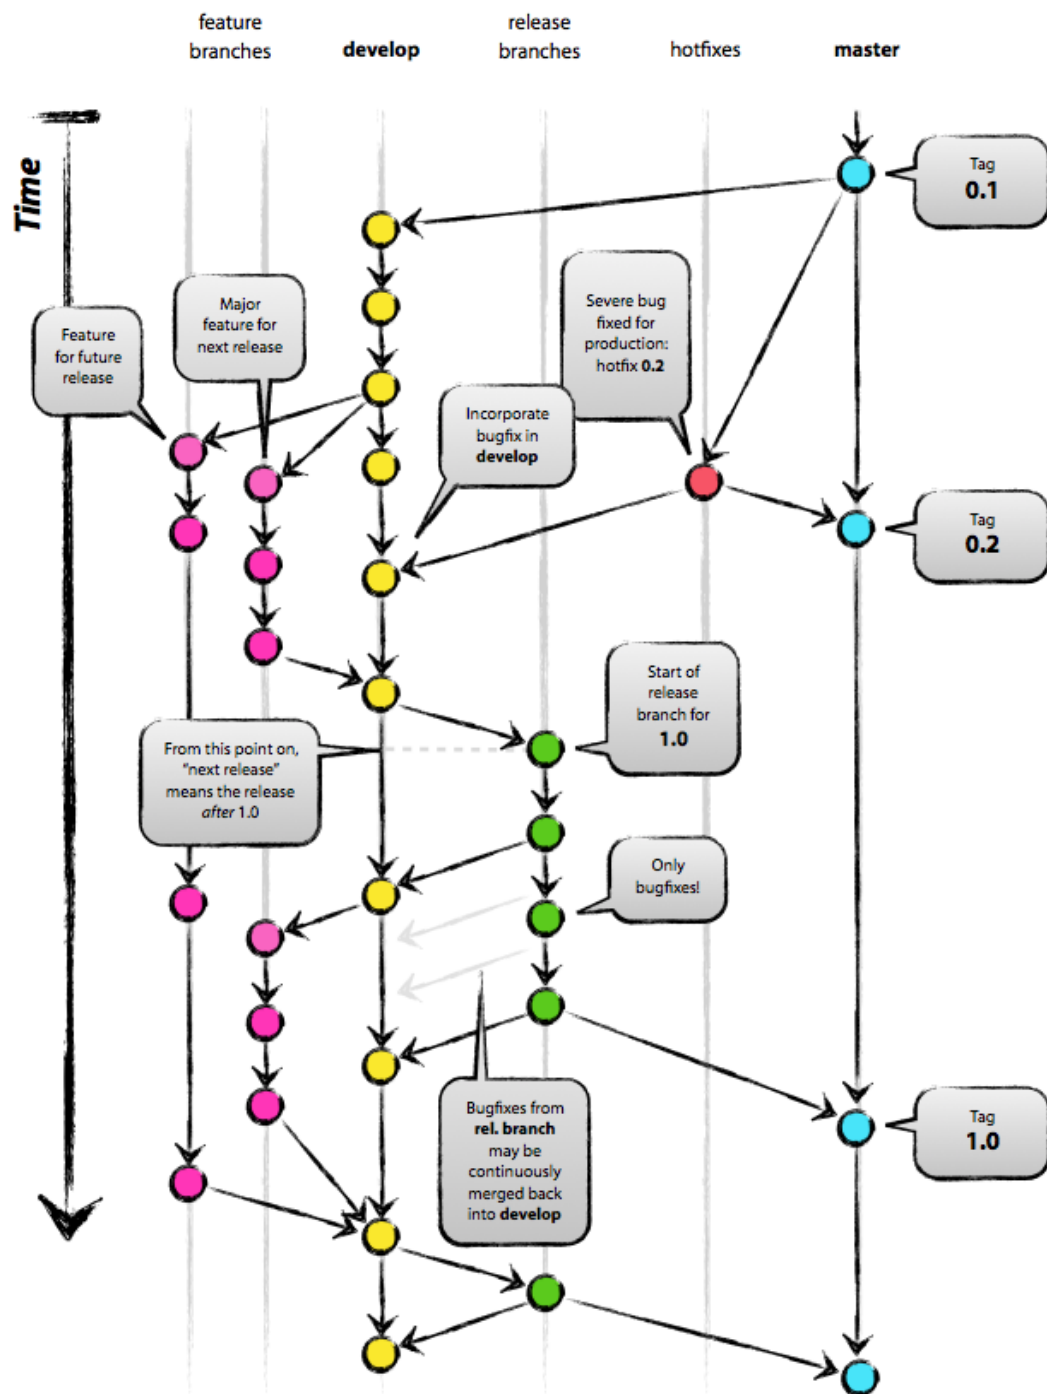 feature
branches
develop
release
branches
hotfixes
master
Time
Tag
0.1
Feature
for future
release
Major
feature for
next release
Severe bug
fixed for
production:
hotfix 0.2
Incorporate
bugfix in
develop
Tag
0.2
Start of
release
branch for
1.0
From this point on,
“next release”
means the release
after 1.0
Only
bugfixes!
Bugfixes from
rel. branch
may be
continuously
merged back
into develop
Tag
1.0